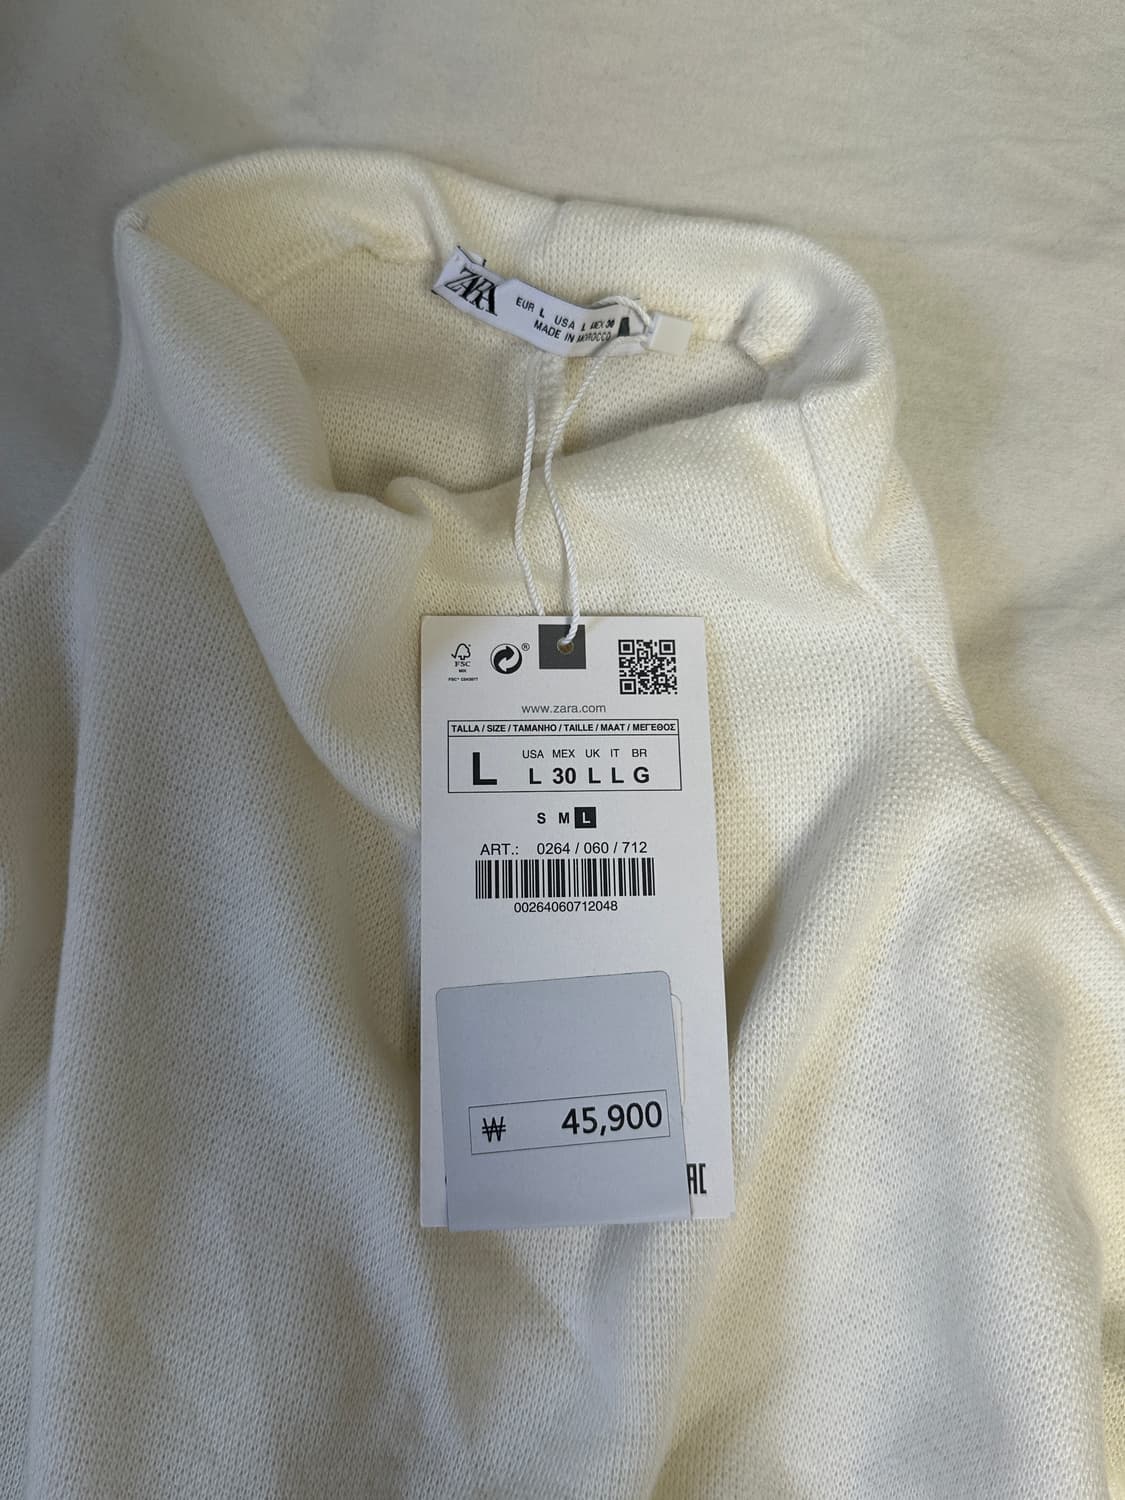 ZARA
EUR L USA L MEX 30
MADE IN MOROCCO
FSC
MIX
®
www.zara.com
TALLA / SIZE / TAMANHO / TAILLE / MAAT / ΜΕΓΕΘΟΣ
L
USA MEX UK IT BR
L 30 L L G
S M L
ART.: 0264 / 060 / 712
00264060712048
₩ 45,900